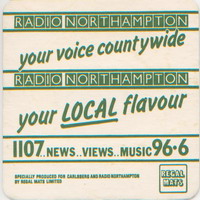 RADIO NORTHAMPTON
your voice countywide
RADIO NORTHAMPTON
your LOCAL flavour
1107..NEWS..VIEWS..MUSIC 96·6
SPECIALLY PRODUCED FOR CARLSBERG AND RADIO NORTHAMPTON
BY REGAL MATS LIMITED
REGAL
MATS